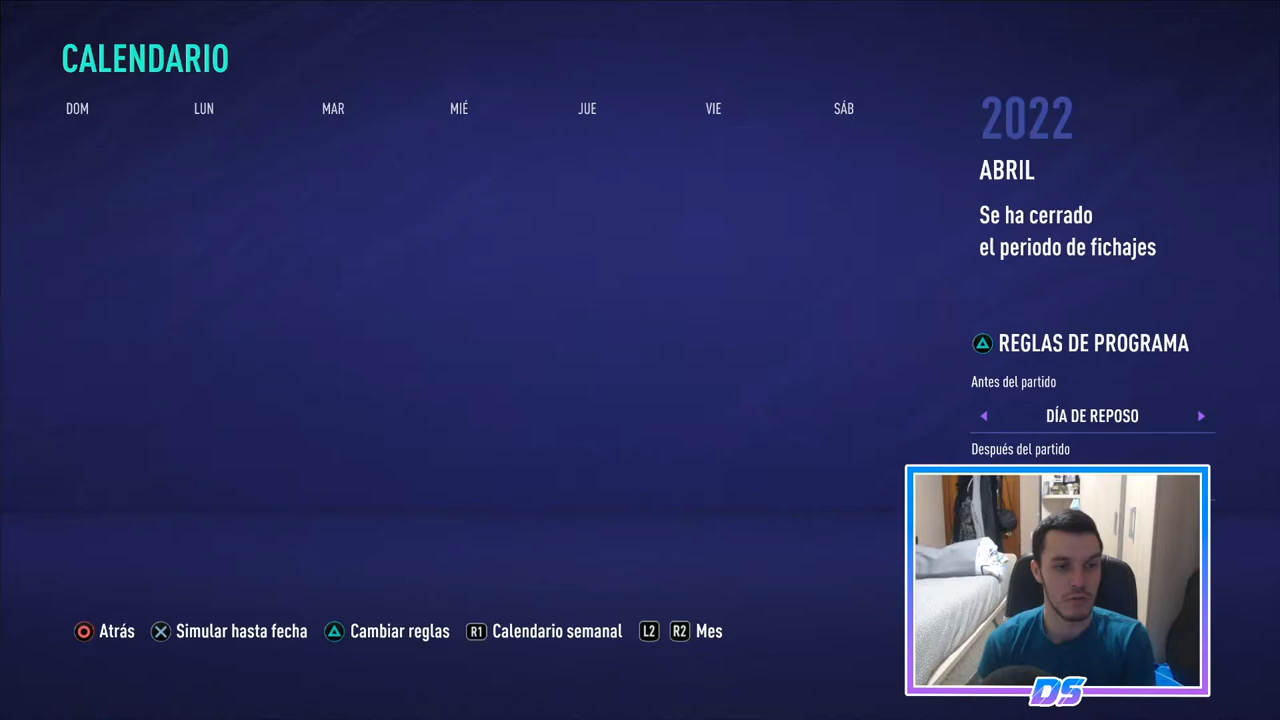 CALENDARIO
DOM LUN MAR MIÉ JUE VIE SÁB
2022
ABRIL
Se ha cerrado
el periodo de fichajes
REGLAS DE PROGRAMA
Antes del partido
DÍA DE REPOSO
Después del partido
Atrás Simular hasta fecha Cambiar reglas R1 Calendario semanal L2 R2 Mes
DS